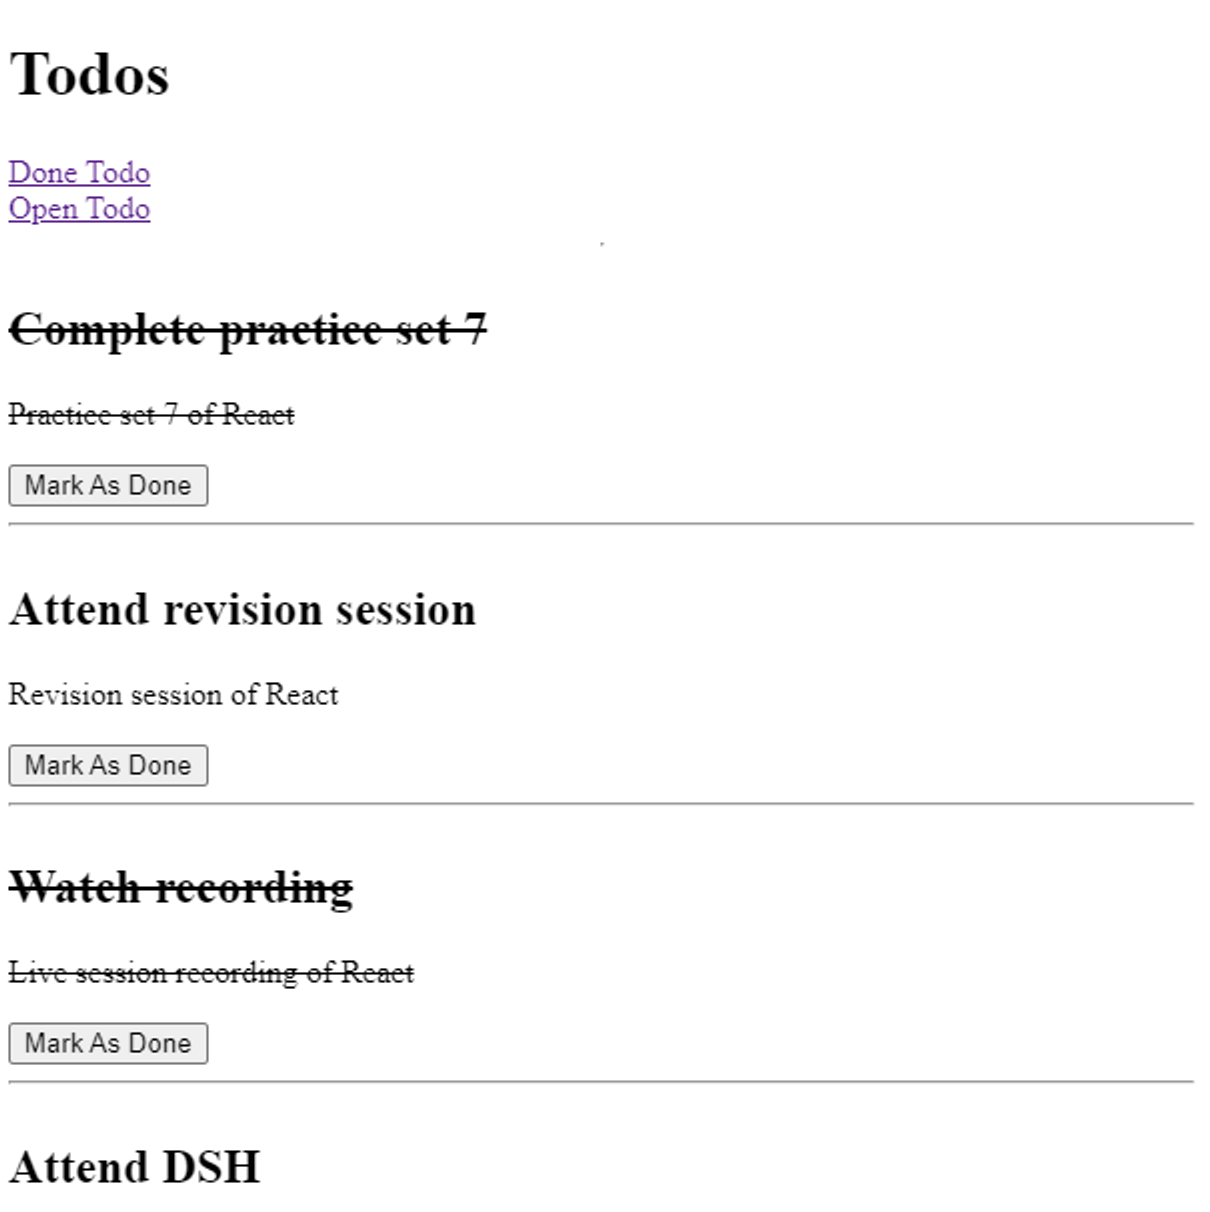 Todos
Done Todo
Open Todo
Complete practice set 7
Practice set 7 of React
Mark As Done
Attend revision session
Revision session of React
Mark As Done
Watch recording
Live session recording of React
Mark As Done
Attend DSH